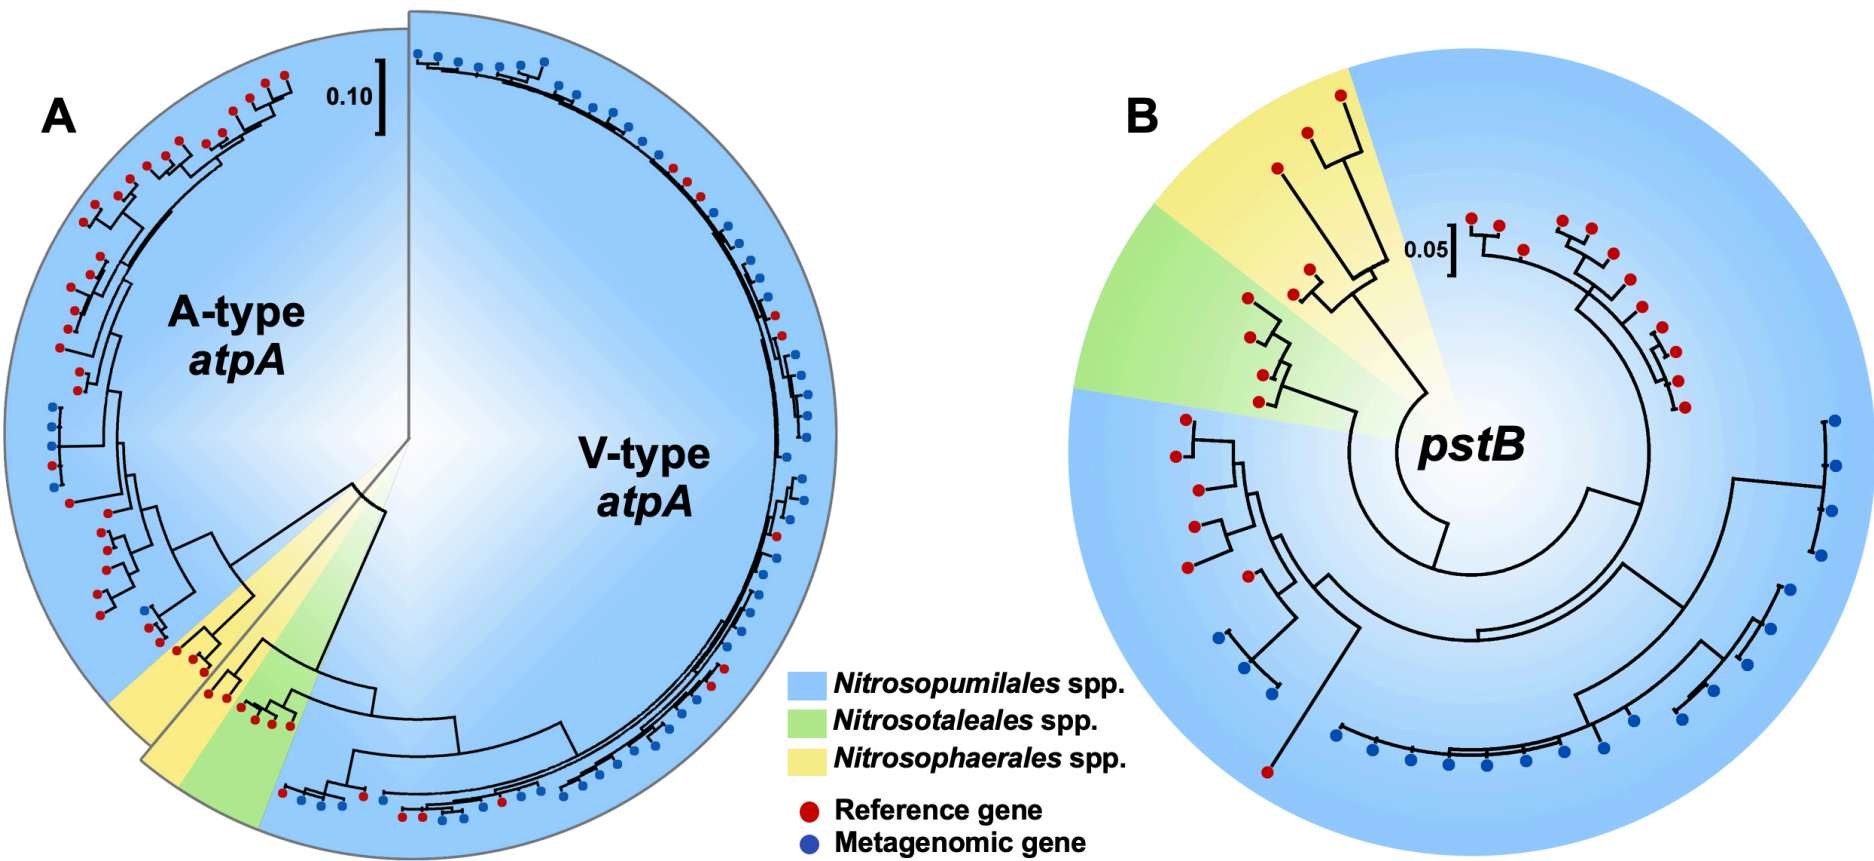 A
0.10
A-type
atpA
V-type
atpA
B
0.05
pstB
Nitrosopumilales spp.
Nitrosotaleales spp.
Nitrosophaerales spp.
Reference gene
Metagenomic gene